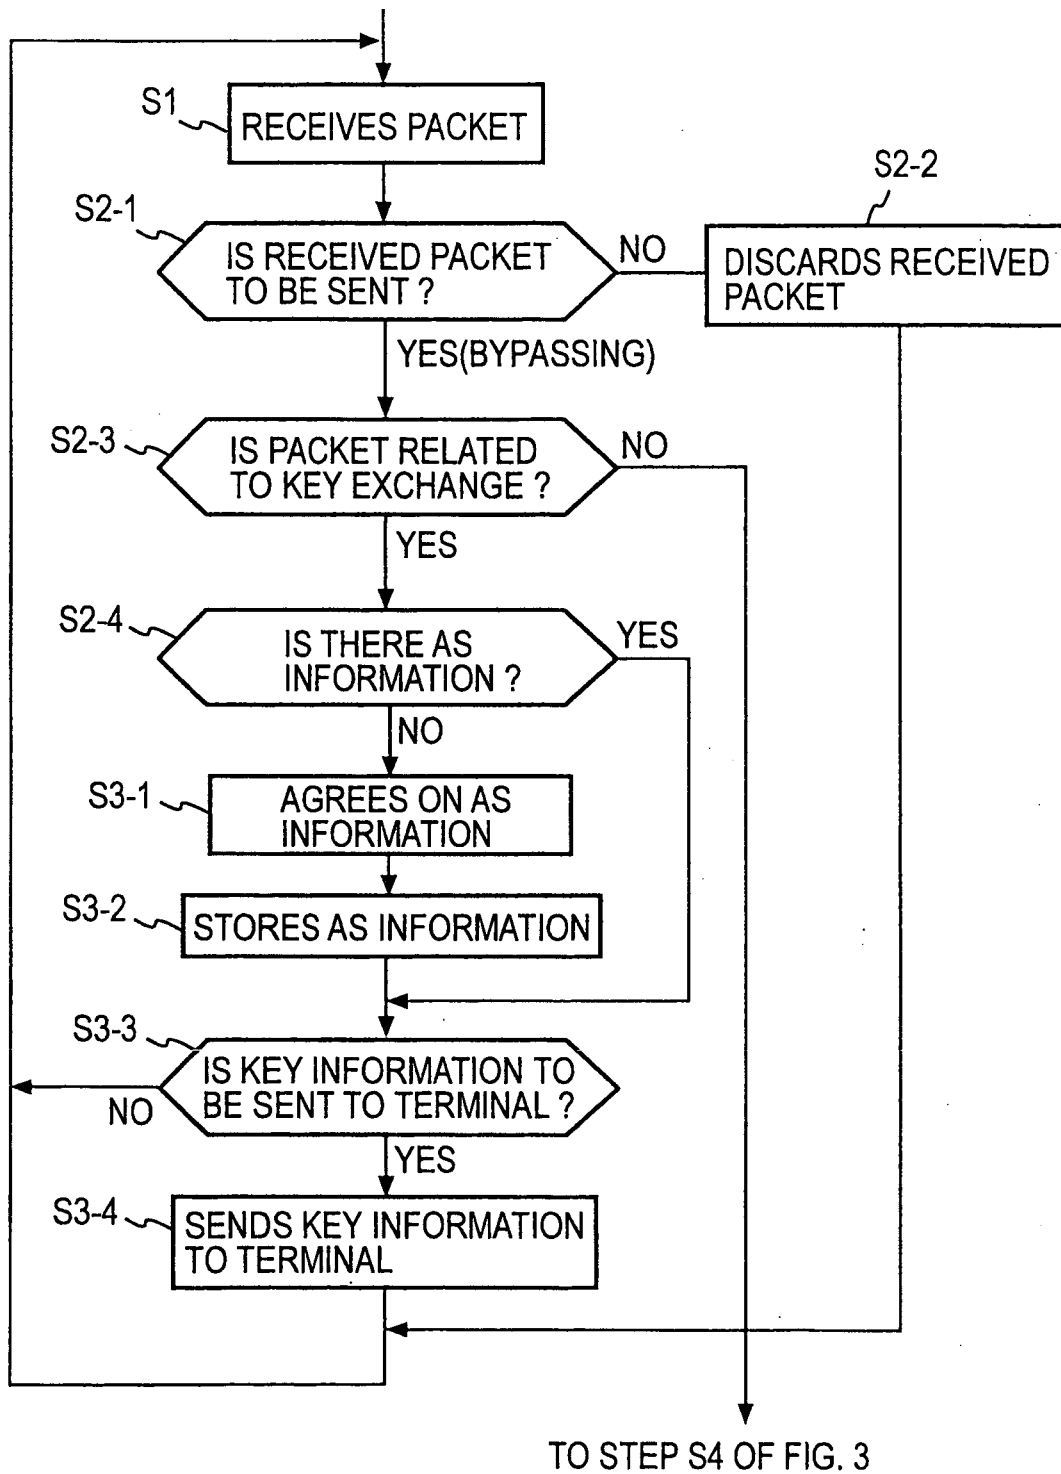 S1
RECEIVES PACKET
S2-1
IS RECEIVED PACKET
TO BE SENT ?
NO
S2-2
DISCARDS RECEIVED
PACKET
YES(BYPASSING)
S2-3
IS PACKET RELATED
TO KEY EXCHANGE ?
NO
YES
S2-4
IS THERE AS
INFORMATION ?
YES
NO
S3-1
AGREES ON AS
INFORMATION
S3-2
STORES AS INFORMATION
S3-3
IS KEY INFORMATION TO
BE SENT TO TERMINAL ?
NO
YES
S3-4
SENDS KEY INFORMATION
TO TERMINAL
TO STEP S4 OF FIG. 3